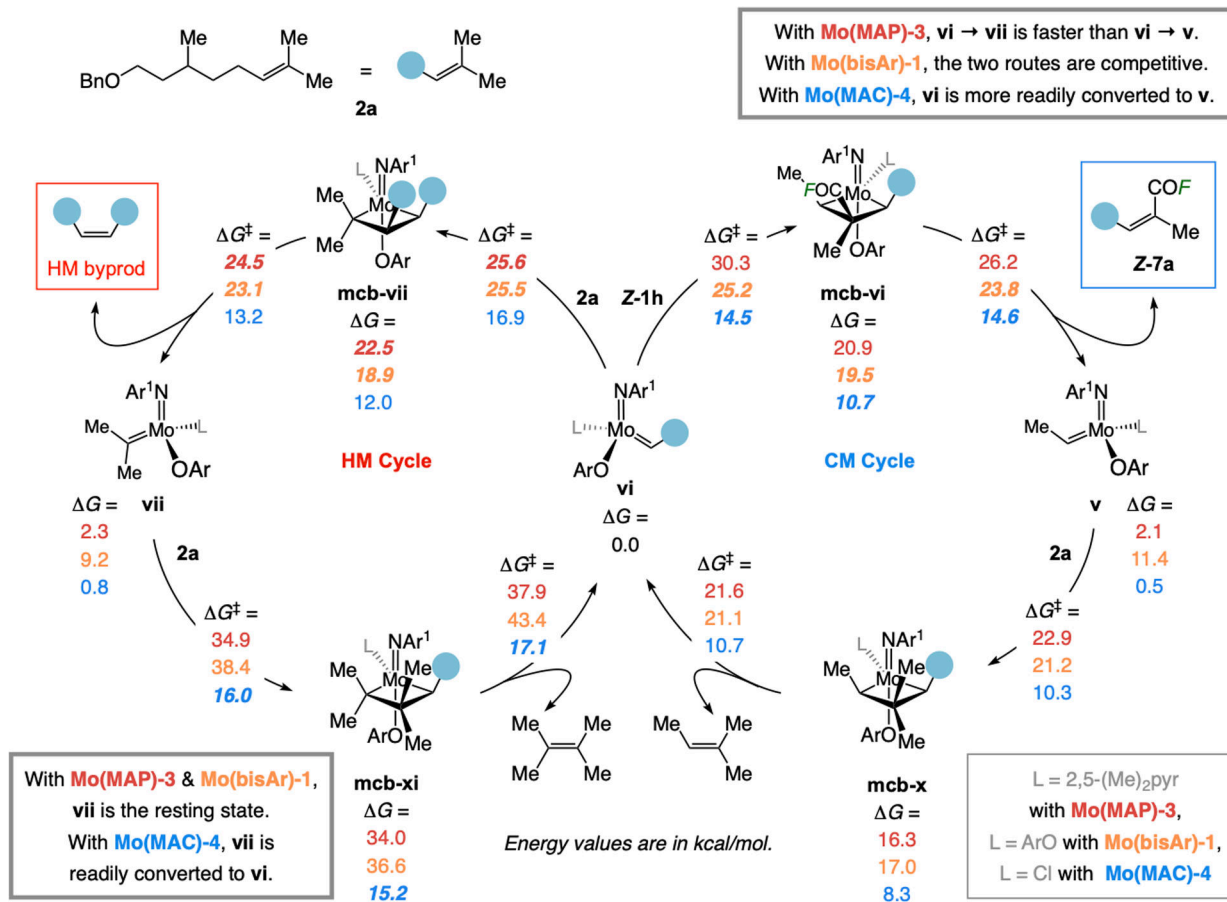 Me
Me
BnO
Me
=
Me
Me
2a
With Mo(MAP)-3, vi → vii is faster than vi → v.
With Mo(bisAr)-1, the two routes are competitive.
With Mo(MAC)-4, vi is more readily converted to v.
HM byprod
ΔG‡ =
24.5
23.1
13.2
L
NAr¹
Me
Mo
Me
OAr
mcb-vii
ΔG =
22.5
18.9
12.0
ΔG‡ =
25.6
25.5
16.9
2a
Z-1h
ΔG‡ =
30.3
25.2
14.5
Ar¹N
L
Me
FOC
Mo
Me
OAr
mcb-vi
ΔG =
20.9
19.5
10.7
ΔG‡ =
26.2
23.8
14.6
COF
Me
Z-7a
Ar¹N
Me
Mo
L
Me
OAr
vii
ΔG =
2.3
9.2
0.8
HM Cycle
NAr¹
L
Mo
ArO
vi
ΔG =
0.0
CM Cycle
Ar¹N
Me
Mo
L
OAr
v
ΔG =
2.1
11.4
0.5
2a
ΔG‡ =
34.9
38.4
16.0
ΔG‡ =
37.9
43.4
17.1
ΔG‡ =
21.6
21.1
10.7
2a
ΔG‡ =
22.9
21.2
10.3
L
NAr¹
Me
Mo
Me
ArO
Me
mcb-xi
ΔG =
34.0
36.6
15.2
Me
Me
Me
Me
Me
Me
Me
NAr¹
L
Me
Me
Mo
ArO
Me
mcb-x
ΔG =
16.3
17.0
8.3
With Mo(MAP)-3 & Mo(bisAr)-1,
vii is the resting state.
With Mo(MAC)-4, vii is
readily converted to vi.
Energy values are in kcal/mol.
L = 2,5-(Me)₂pyr
with Mo(MAP)-3,
L = ArO with Mo(bisAr)-1,
L = Cl with Mo(MAC)-4